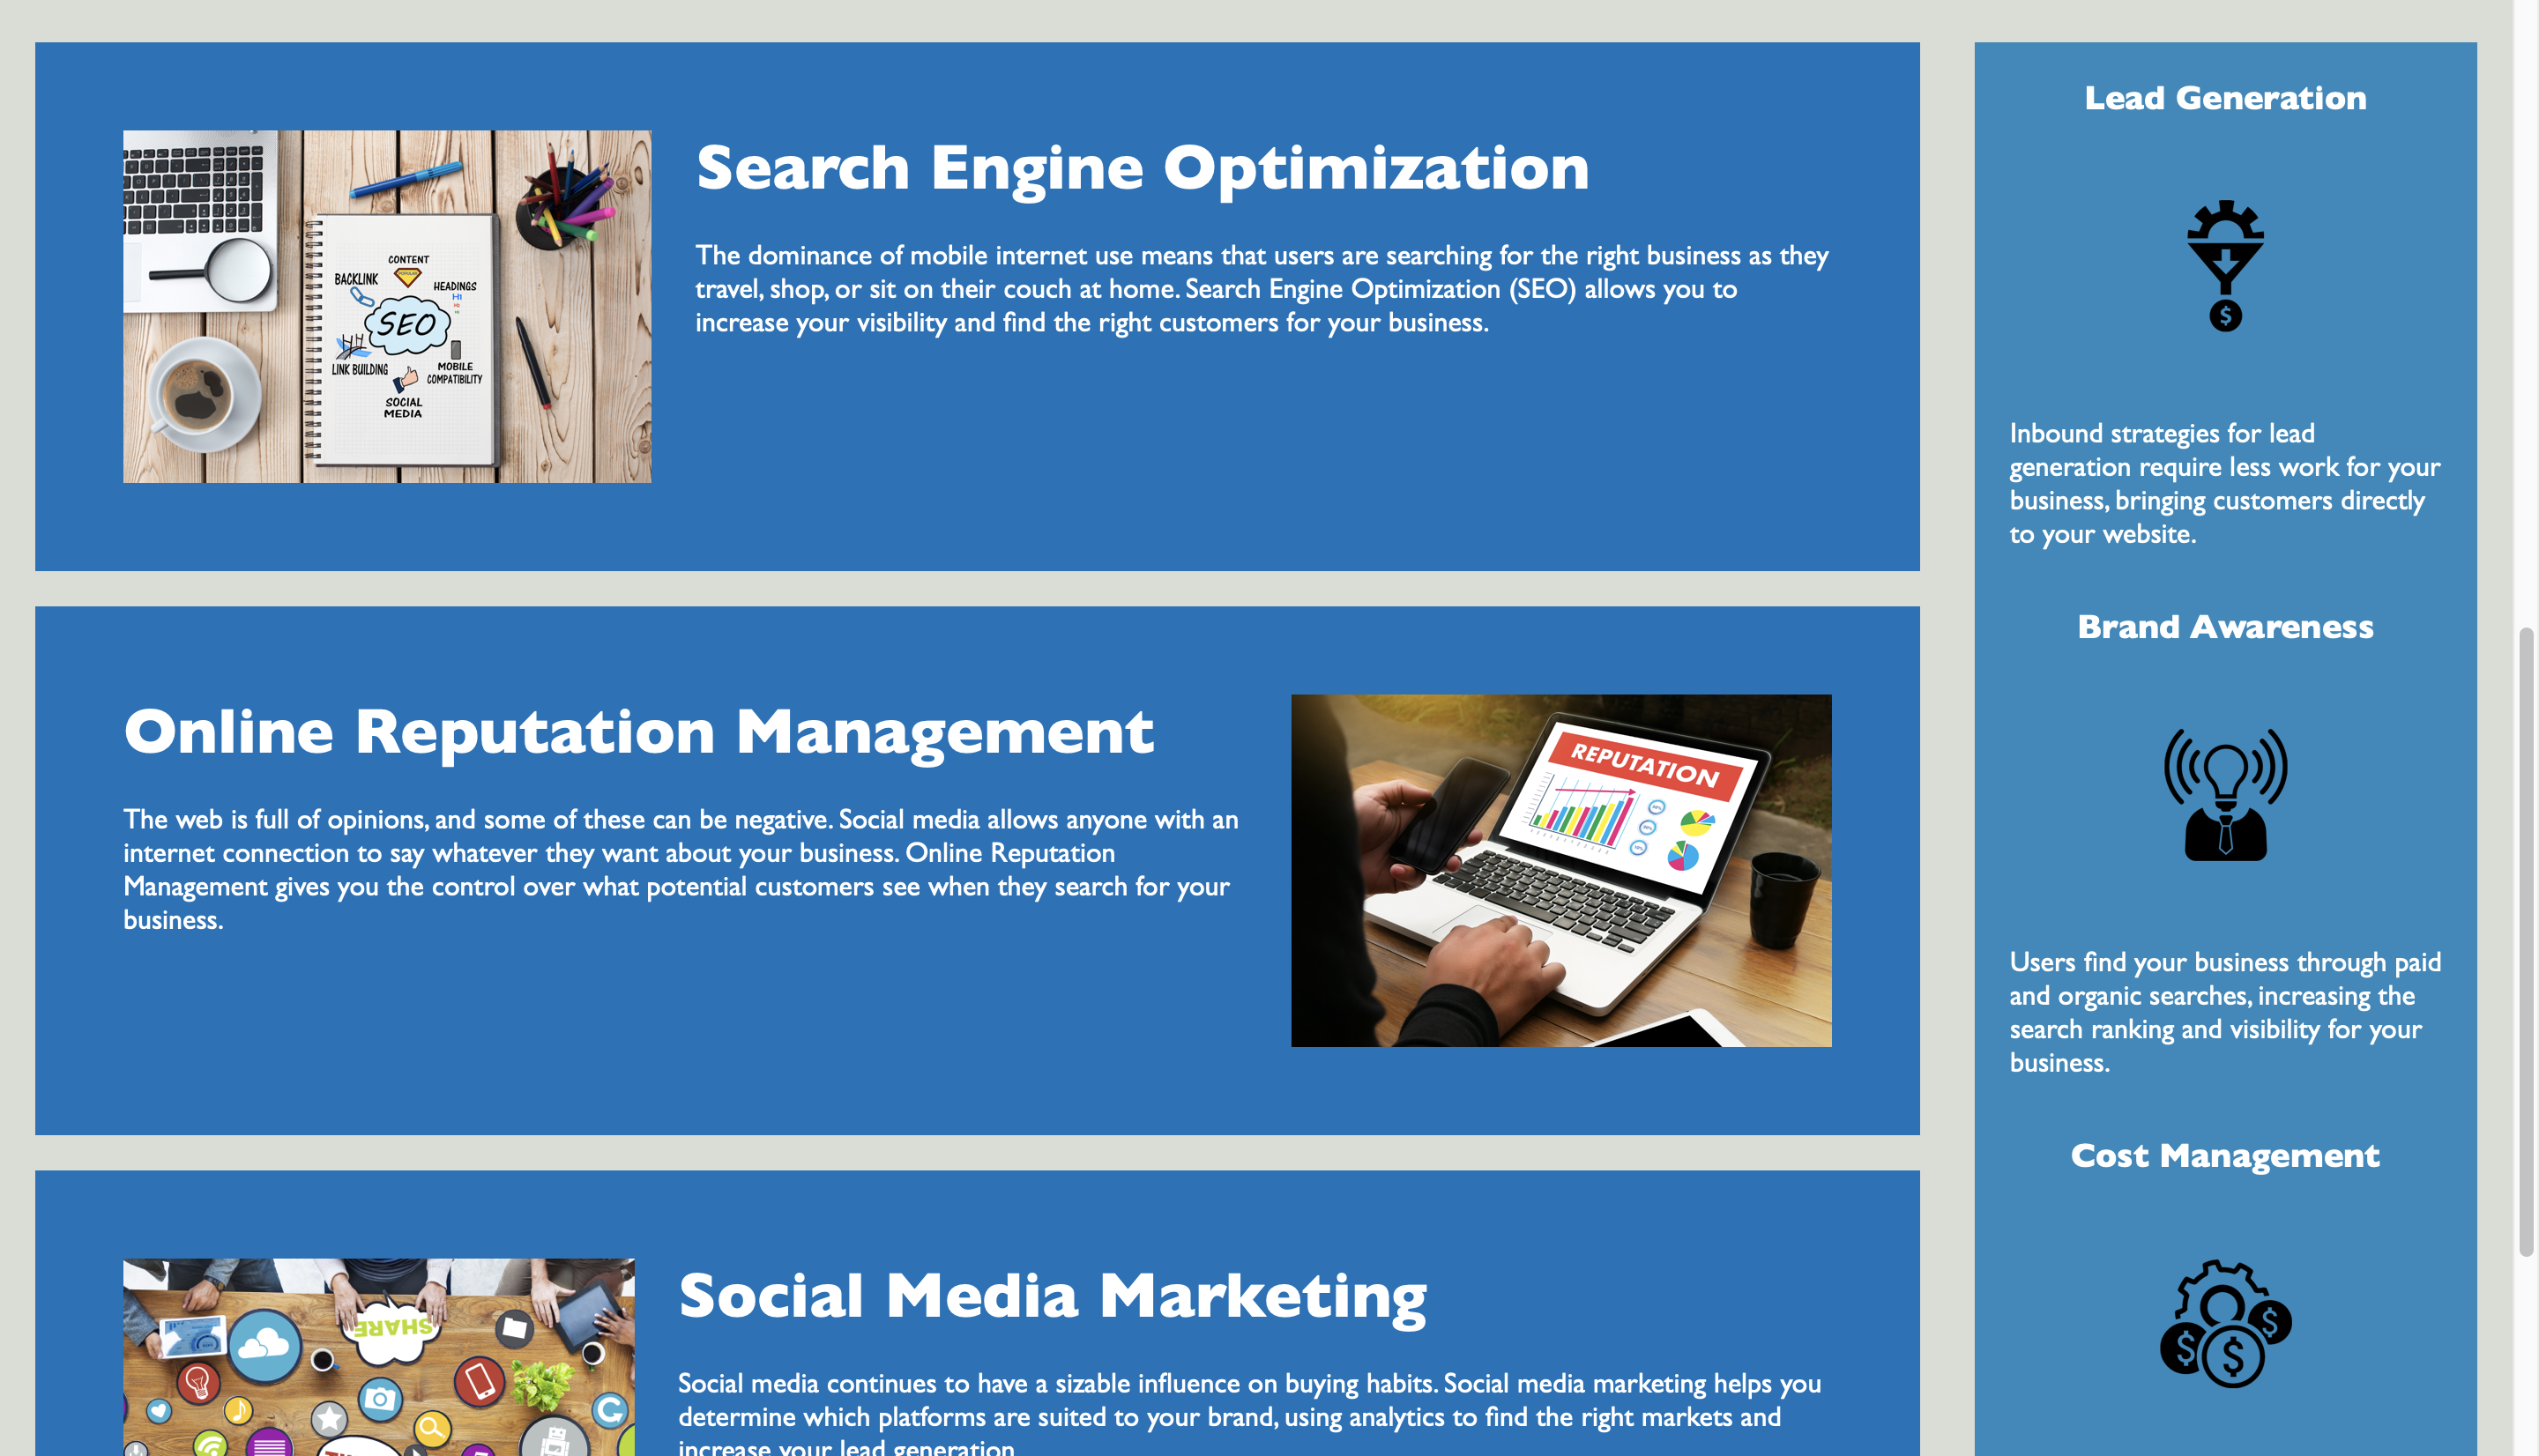 Search Engine Optimization
The dominance of mobile internet use means that users are searching for the right business as they
travel, shop, or sit on their couch at home. Search Engine Optimization (SEO) allows you to
increase your visibility and find the right customers for your business.
CONTENT
BACKLINK
HEADINGS
H1
SEO
LINK BUILDING
MOBILE
COMPATIBILITY
SOCIAL
MEDIA
Online Reputation Management
The web is full of opinions, and some of these can be negative. Social media allows anyone with an
internet connection to say whatever they want about your business. Online Reputation
Management gives you the control over what potential customers see when they search for your
business.
REPUTATION
Social Media Marketing
Social media continues to have a sizable influence on buying habits. Social media marketing helps you
determine which platforms are suited to your brand, using analytics to find the right markets and
increase your lead generation
SHARE
Lead Generation
$
Inbound strategies for lead
generation require less work for your
business, bringing customers directly
to your website.
Brand Awareness
Users find your business through paid
and organic searches, increasing the
search ranking and visibility for your
business.
Cost Management
$
$
$